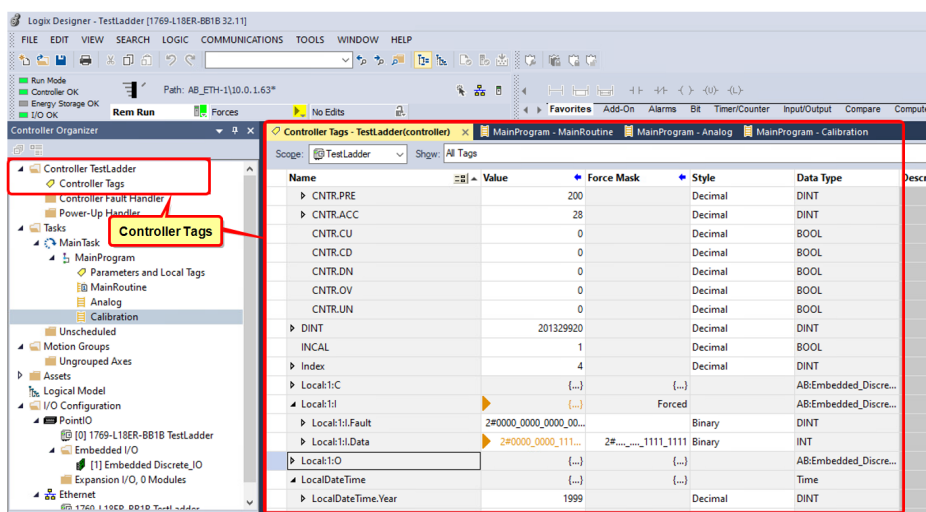 Logix Designer - TestLadder [1769-L18ER-BB1B 32.11]
FILE EDIT VIEW SEARCH LOGIC COMMUNICATIONS TOOLS WINDOW HELP
Run Mode
Controller OK
Energy Storage OK
I/O OK
Path: AB_ETH-1\10.0.1.63*
Rem Run Forces No Edits
Favorites Add-On Alarms Bit Timer/Counter Input/Output Compare
Controller Organizer
Controller Tags - TestLadder(controller) MainProgram - MainRoutine MainProgram - Analog MainProgram - Calibration
Scope: TestLadder Show: All Tags
Controller TestLadder
Controller Tags
Controller Fault Handler
Power-Up Handler
Tasks
MainTask
MainProgram
Parameters and Local Tags
MainRoutine
Analog
Calibration
Unscheduled
Motion Groups
Ungrouped Axes
Assets
Logical Model
I/O Configuration
PointIO
[0] 1769-L18ER-BB1B TestLadder
Embedded I/O
[1] Embedded Discrete_IO
Expansion I/O, 0 Modules
Ethernet
Controller Tags
Name Value Force Mask Style Data Type
CNTR.PRE 200 Decimal DINT
CNTR.ACC 28 Decimal DINT
CNTR.CU 0 Decimal BOOL
CNTR.CD 0 Decimal BOOL
CNTR.DN 0 Decimal BOOL
CNTR.OV 0 Decimal BOOL
CNTR.UN 0 Decimal BOOL
DINT 201329920 Decimal DINT
INCAL 1 Decimal BOOL
Index 4 Decimal DINT
Local:1:C {...} {...} AB:Embedded_Discre...
Local:1:I {...} Forced AB:Embedded_Discre...
Local:1:I.Fault 2#0000_0000_0000_00... Binary DINT
Local:1:I.Data 2#0000_0000_111... 2#...._...._1111_1111 Binary INT
Local:1:O {...} {...} AB:Embedded_Discre...
LocalDateTime {...} {...} Time
LocalDateTime.Year 1999 Decimal DINT